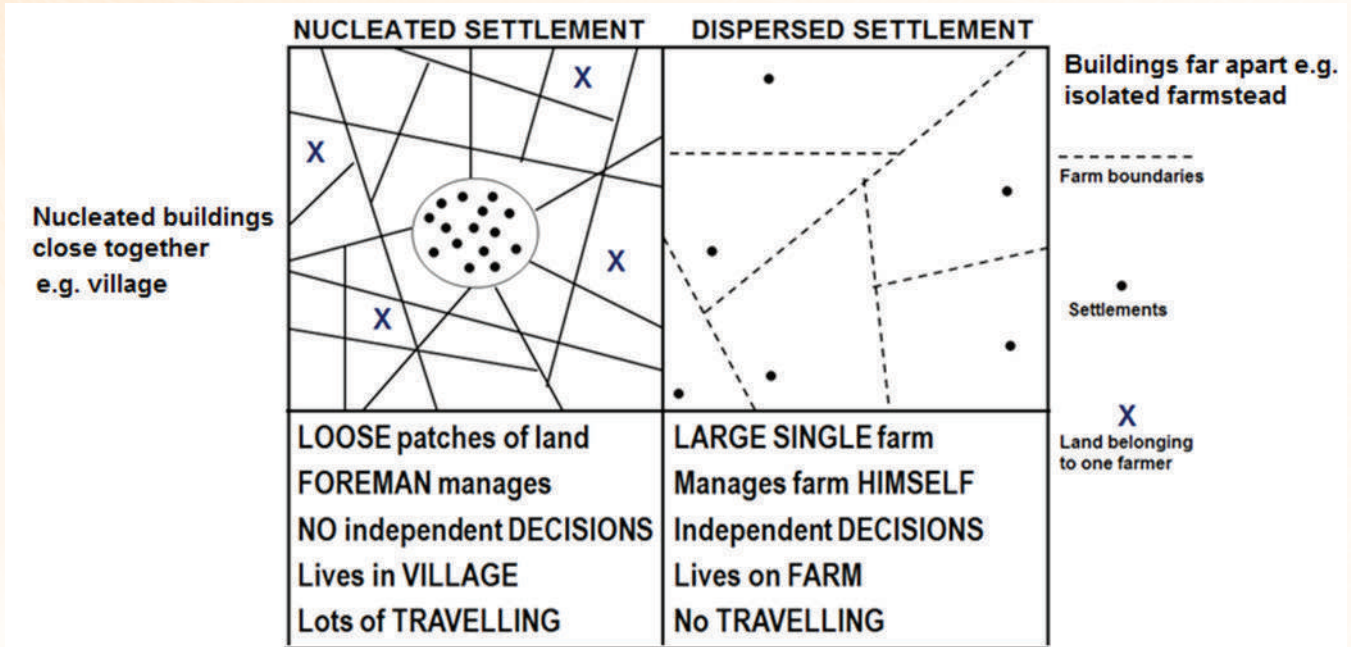 NUCLEATED SETTLEMENT
DISPERSED SETTLEMENT
Nucleated buildings
close together
e.g. village
X
X
X
X
Buildings far apart e.g.
isolated farmstead
Farm boundaries
Settlements
X
Land belonging
to one farmer
LOOSE patches of land
FOREMAN manages
NO independent DECISIONS
Lives in VILLAGE
Lots of TRAVELLING
LARGE SINGLE farm
Manages farm HIMSELF
Independent DECISIONS
Lives on FARM
No TRAVELLING